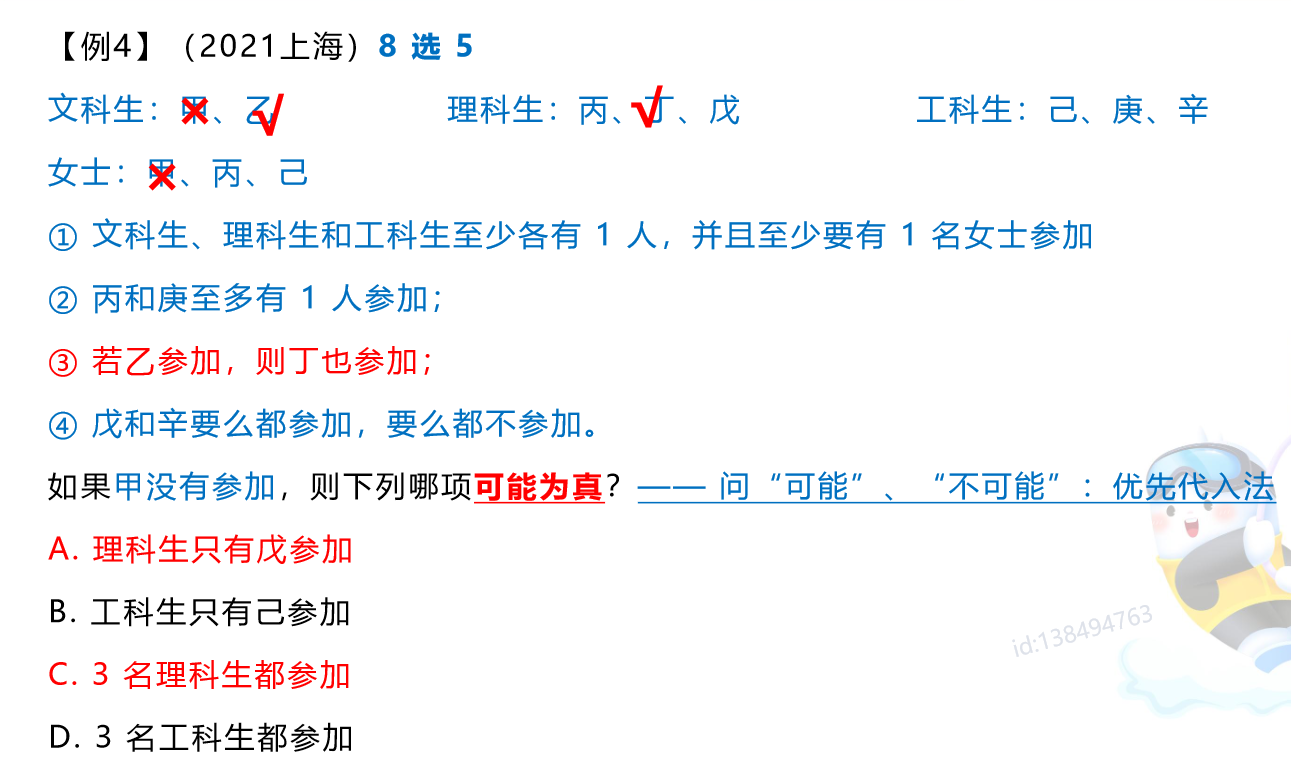 【例4】（2021上海）8 选 5
文科生：甲、乙 理科生：丙、丁、戊 工科生：己、庚、辛
女士：甲、丙、己
① 文科生、理科生和工科生至少各有 1 人，并且至少要有 1 名女士参加
② 丙和庚至多有 1 人参加；
③ 若乙参加，则丁也参加；
④ 戊和辛要么都参加，要么都不参加。
如果甲没有参加，则下列哪项可能为真？—— 问“可能”、“不可能”：优先代入法
A. 理科生只有戊参加
B. 工科生只有己参加
C. 3 名理科生都参加
D. 3 名工科生都参加
id:138494763